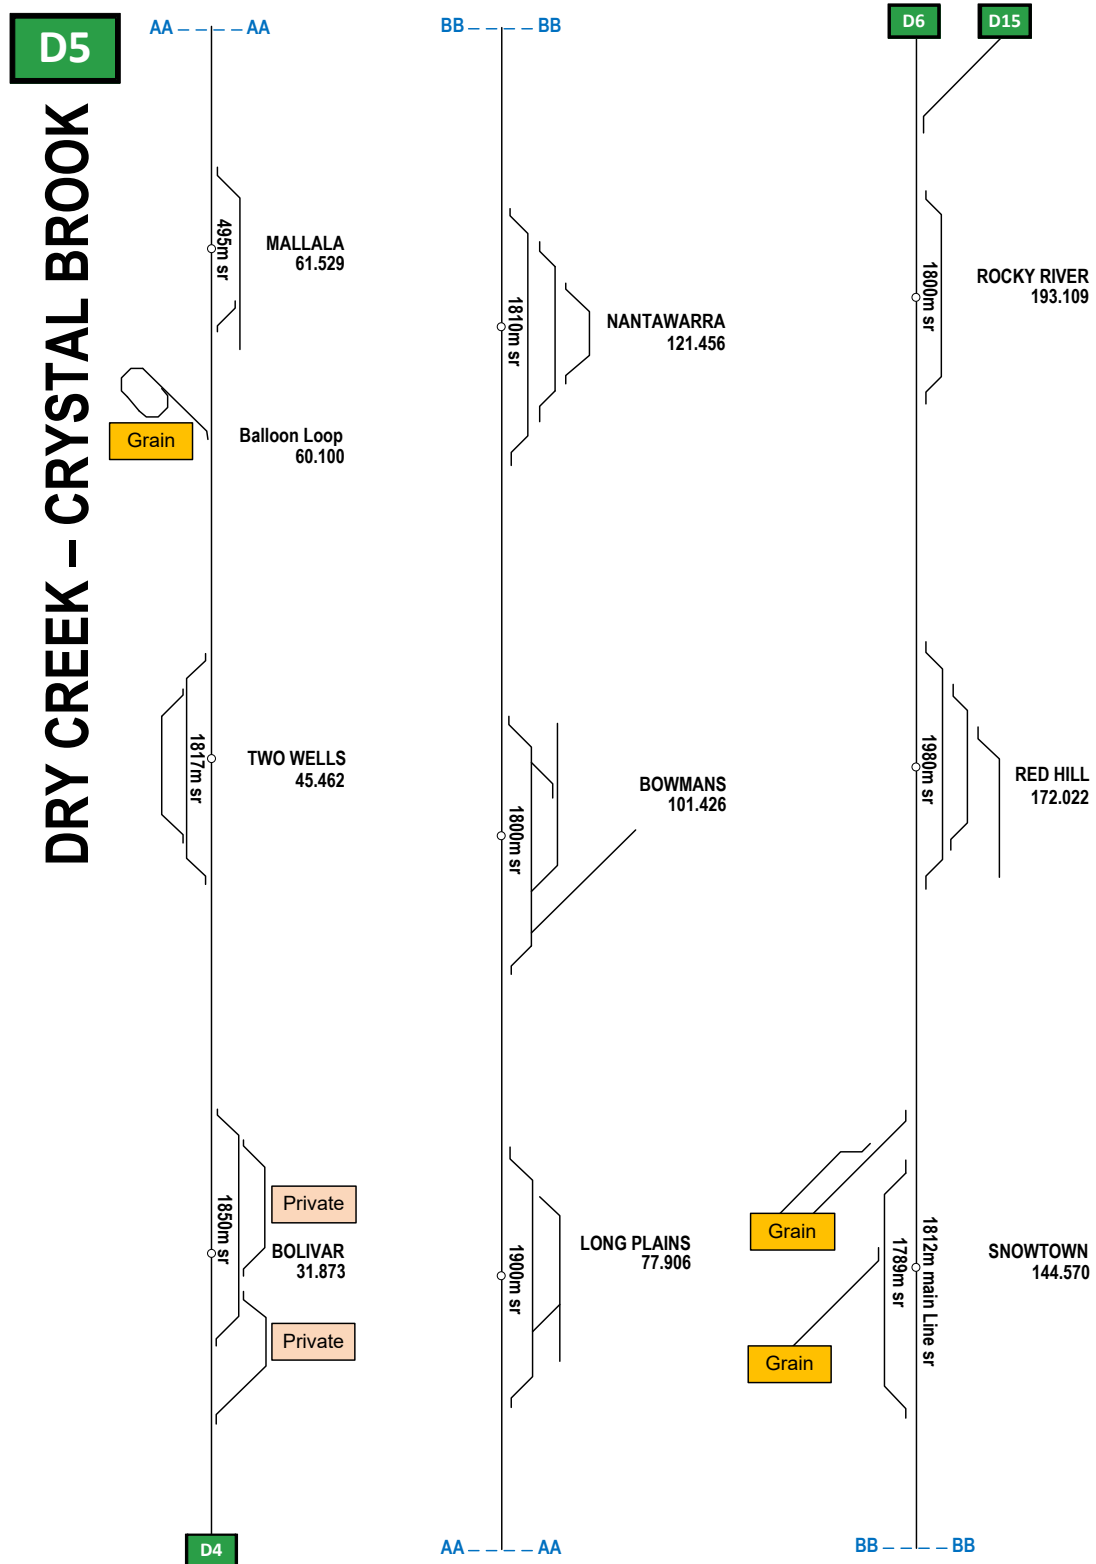 D5
DRY CREEK – CRYSTAL BROOK
AA – – – – AA
495m sr
MALLALA
61.529
Grain
Balloon Loop
60.100
1817m sr
TWO WELLS
45.462
1850m sr
Private
BOLIVAR
31.873
Private
D4
BB – – – – BB
1810m sr
NANTAWARRA
121.456
BOWMANS
101.426
1800m sr
1900m sr
LONG PLAINS
77.906
AA – – – – AA
D6
D15
1800m sr
ROCKY RIVER
193.109
1980m sr
RED HILL
172.022
Grain
1812m main Line sr
1789m sr
SNOWTOWN
144.570
Grain
BB – – – – BB